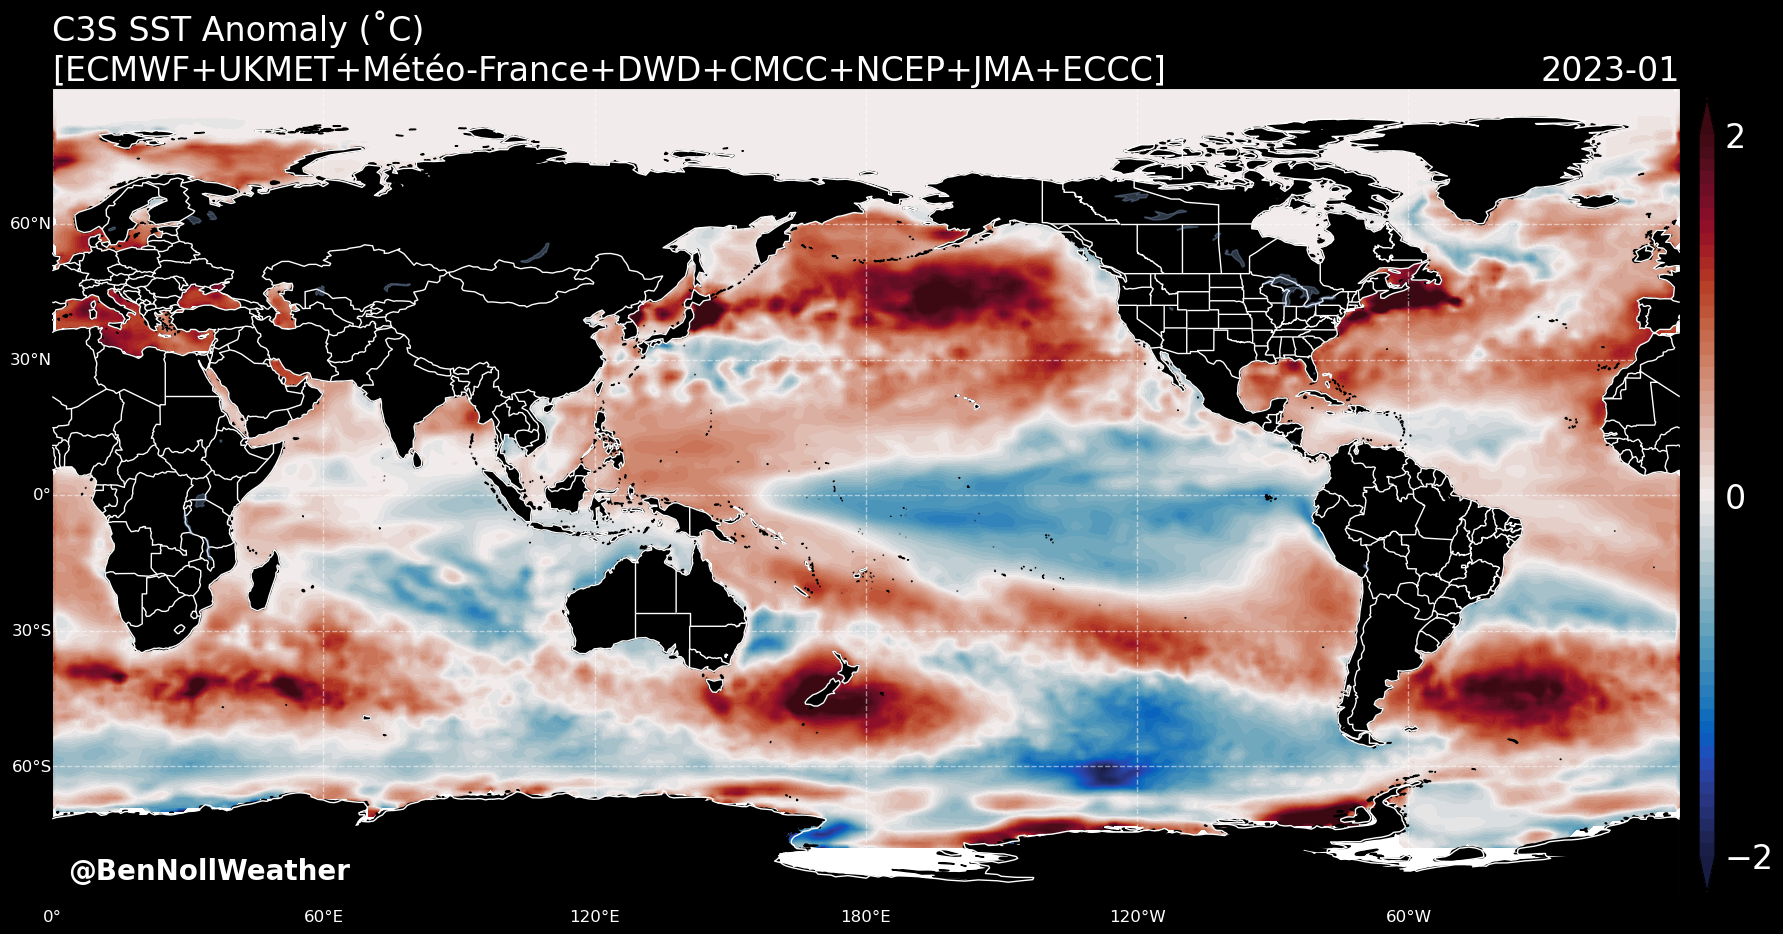 C3S SST Anomaly (˚C)
[ECMWF+UKMET+Météo-France+DWD+CMCC+NCEP+JMA+ECCC] 2023-01
2
60°N
30°N
0°
0
30°S
60°S
−2
@BenNollWeather
0° 60°E 120°E 180°E 120°W 60°W